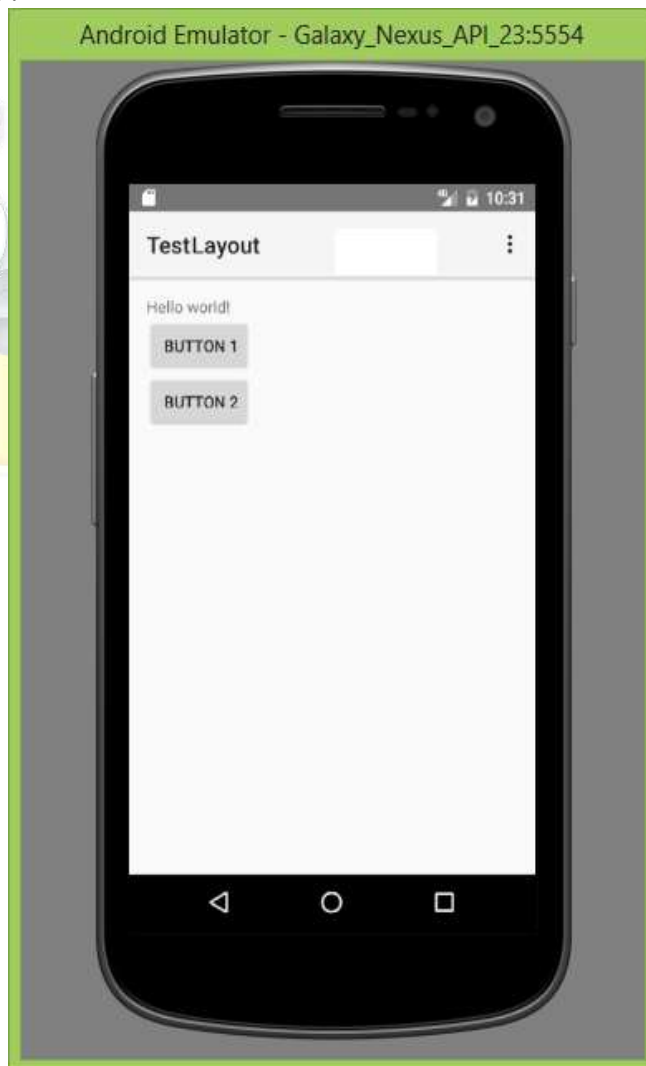 Android Emulator - Galaxy_Nexus_API_23:5554
10:31
TestLayout
Hello world!
BUTTON 1
BUTTON 2